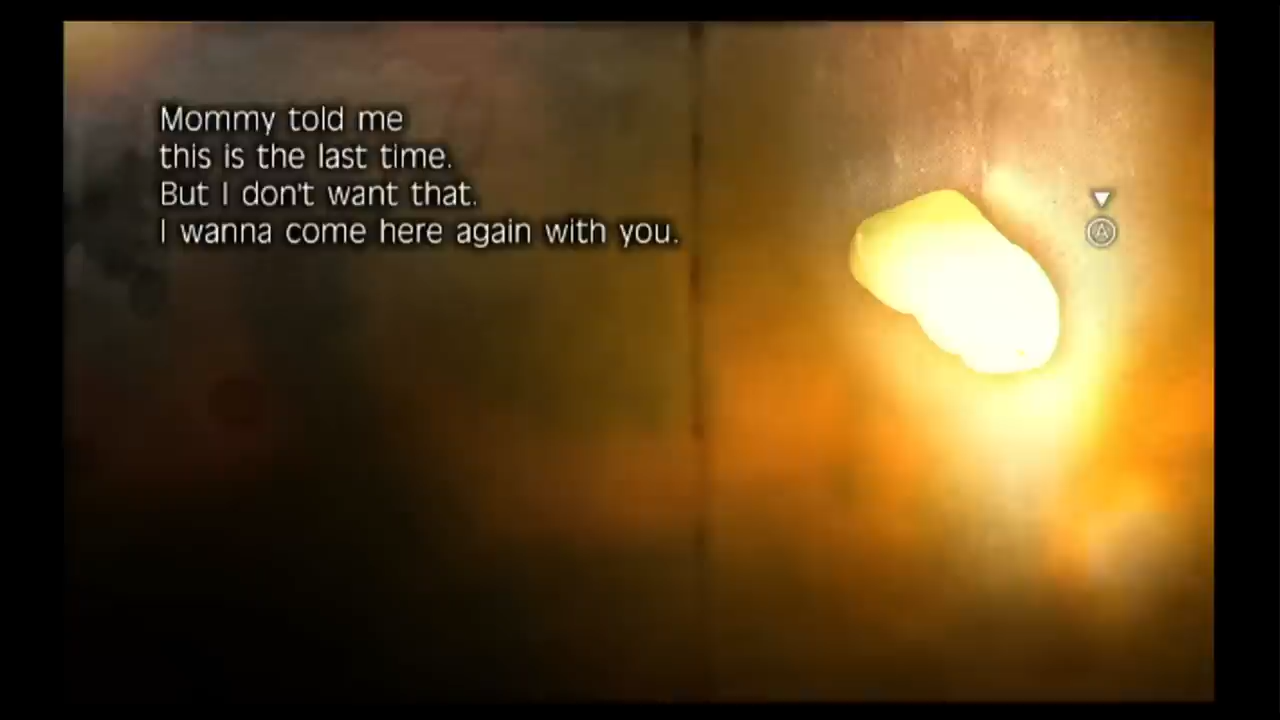 Mommy told me
this is the last time.
But I don't want that.
I wanna come here again with you.
A